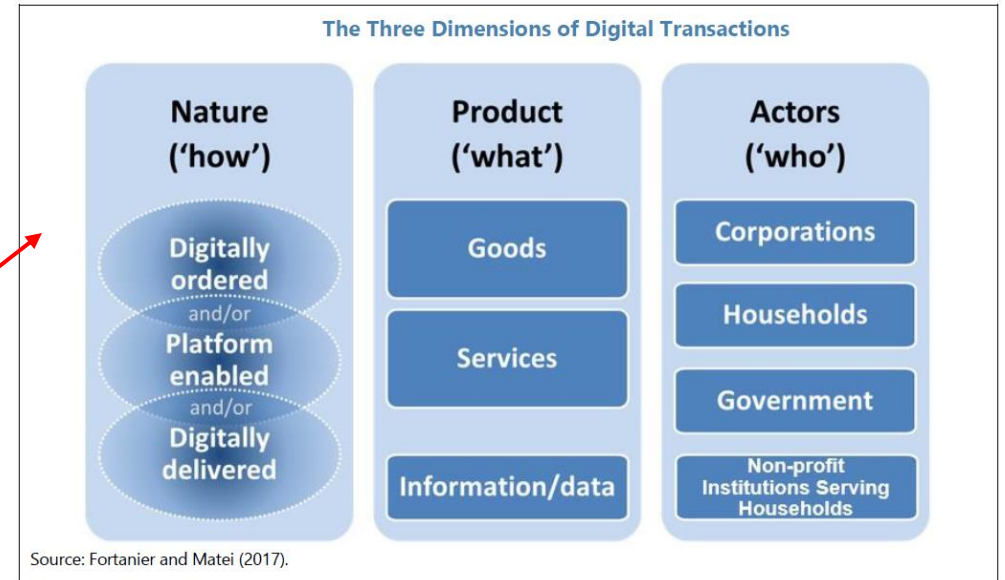 The Three Dimensions of Digital Transactions
Nature
(‘how’)
Digitally
ordered
and/or
Platform
enabled
and/or
Digitally
delivered
Product
(‘what’)
Goods
Services
Information/data
Actors
(‘who’)
Corporations
Households
Government
Non-profit
Institutions Serving
Households
Source: Fortanier and Matei (2017).